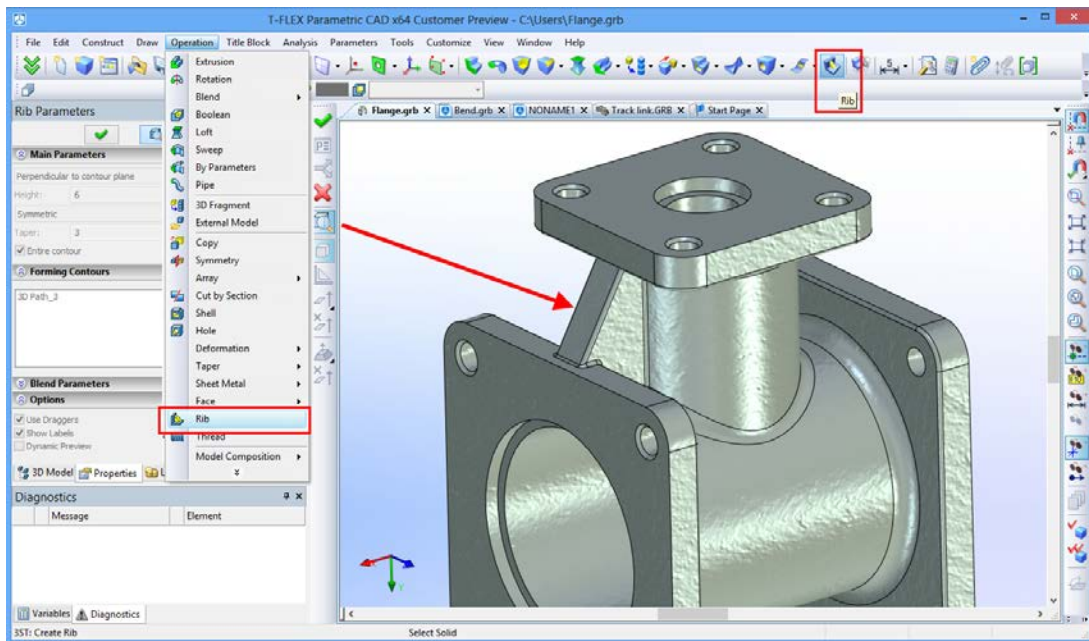 T-FLEX Parametric CAD x64 Customer Preview - C:\Users\Flange.grb
File Edit Construct Draw Operation Title Block Analysis Parameters Tools Customize View Window Help
Rib
Flange.grb X Bend.grb X NONAME1 X Track link.GRB X Start Page X
Rib Parameters
Main Parameters
Perpendicular to contour plane
Height: 6
Symmetric
Taper: 3
Entire contour
Forming Contours
3D Path_3
Blend Parameters
Options
Use Draggers
Show Labels
Dynamic Preview
3D Model Properties
Extrusion
Rotation
Blend
Boolean
Loft
Sweep
By Parameters
Pipe
3D Fragment
External Model
Copy
Symmetry
Array
Cut by Section
Shell
Hole
Deformation
Taper
Sheet Metal
Face
Rib
Thread
Model Composition
Diagnostics
Message Element
Variables Diagnostics
3ST: Create Rib Select Solid